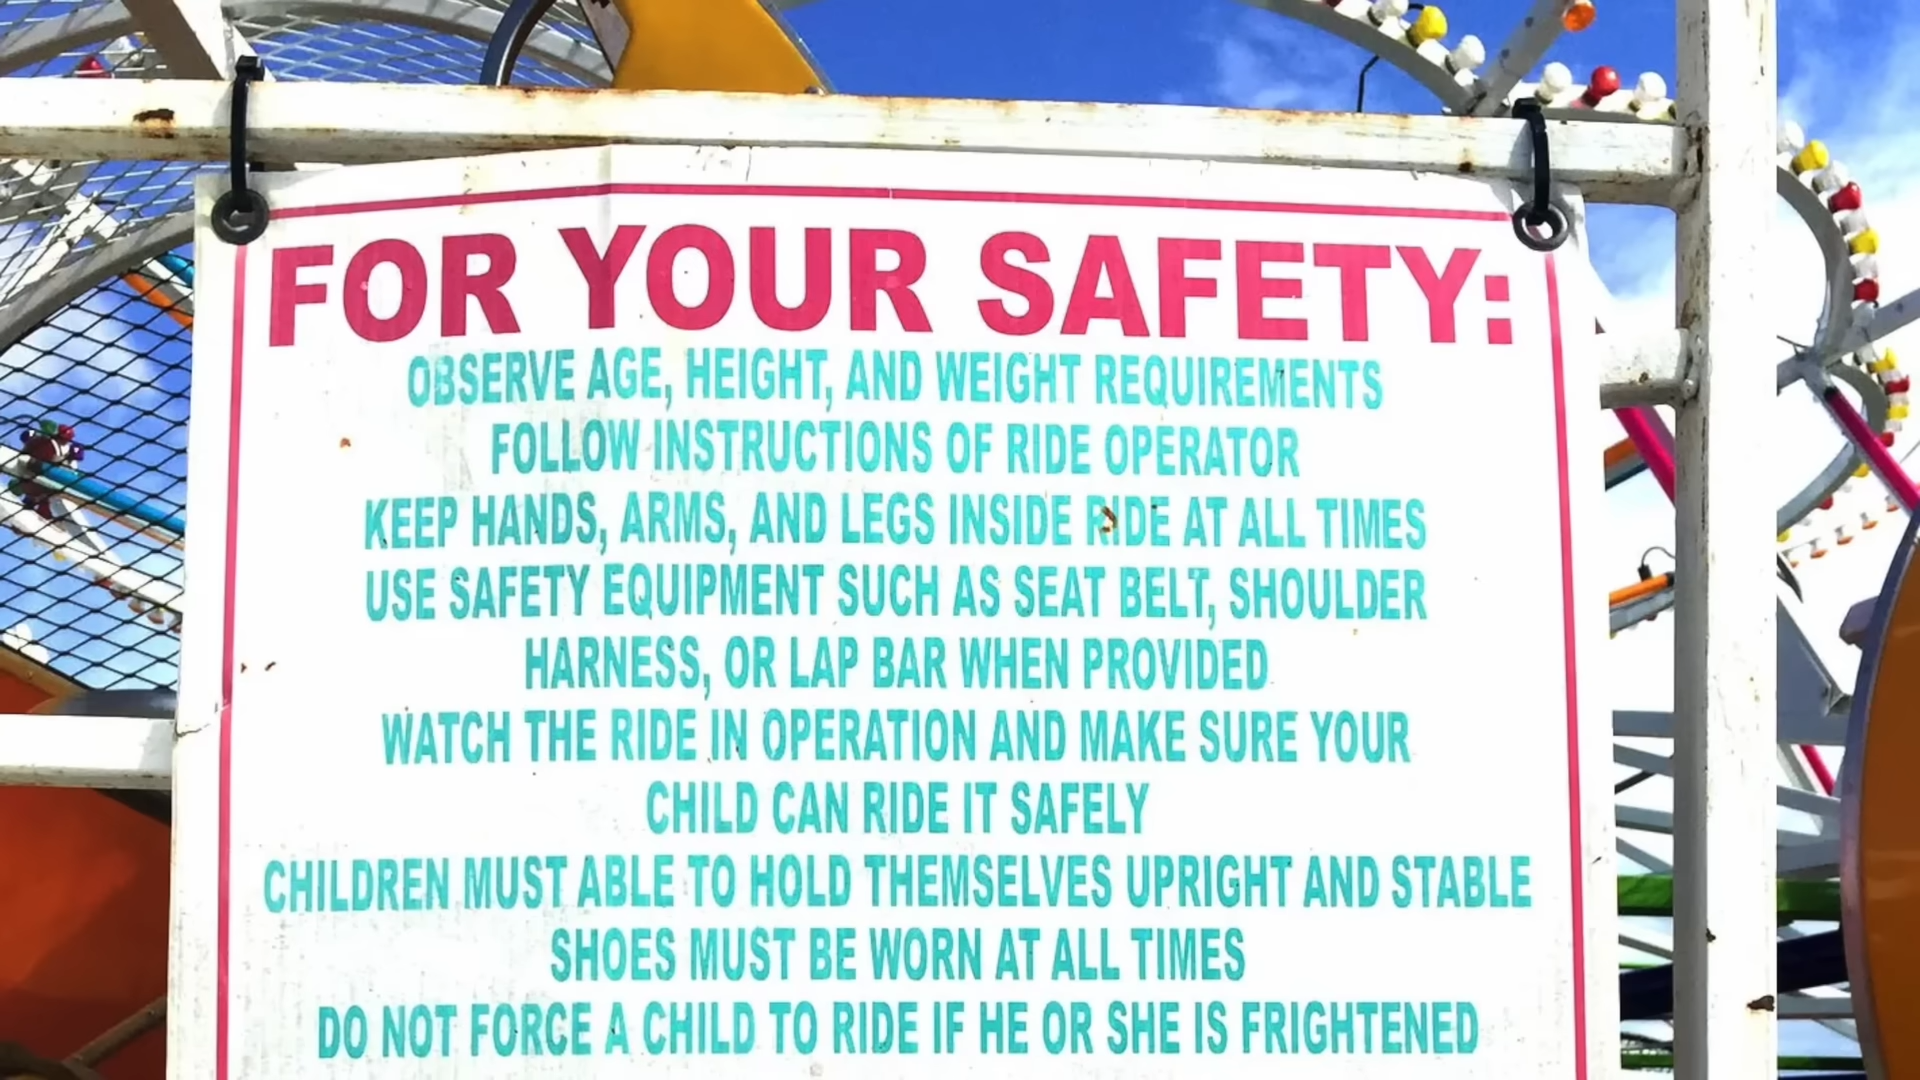 FOR YOUR SAFETY:
OBSERVE AGE, HEIGHT, AND WEIGHT REQUIREMENTS
FOLLOW INSTRUCTIONS OF RIDE OPERATOR
KEEP HANDS, ARMS, AND LEGS INSIDE RIDE AT ALL TIMES
USE SAFETY EQUIPMENT SUCH AS SEAT BELT, SHOULDER
HARNESS, OR LAP BAR WHEN PROVIDED
WATCH THE RIDE IN OPERATION AND MAKE SURE YOUR
CHILD CAN RIDE IT SAFELY
CHILDREN MUST ABLE TO HOLD THEMSELVES UPRIGHT AND STABLE
SHOES MUST BE WORN AT ALL TIMES
DO NOT FORCE A CHILD TO RIDE IF HE OR SHE IS FRIGHTENED